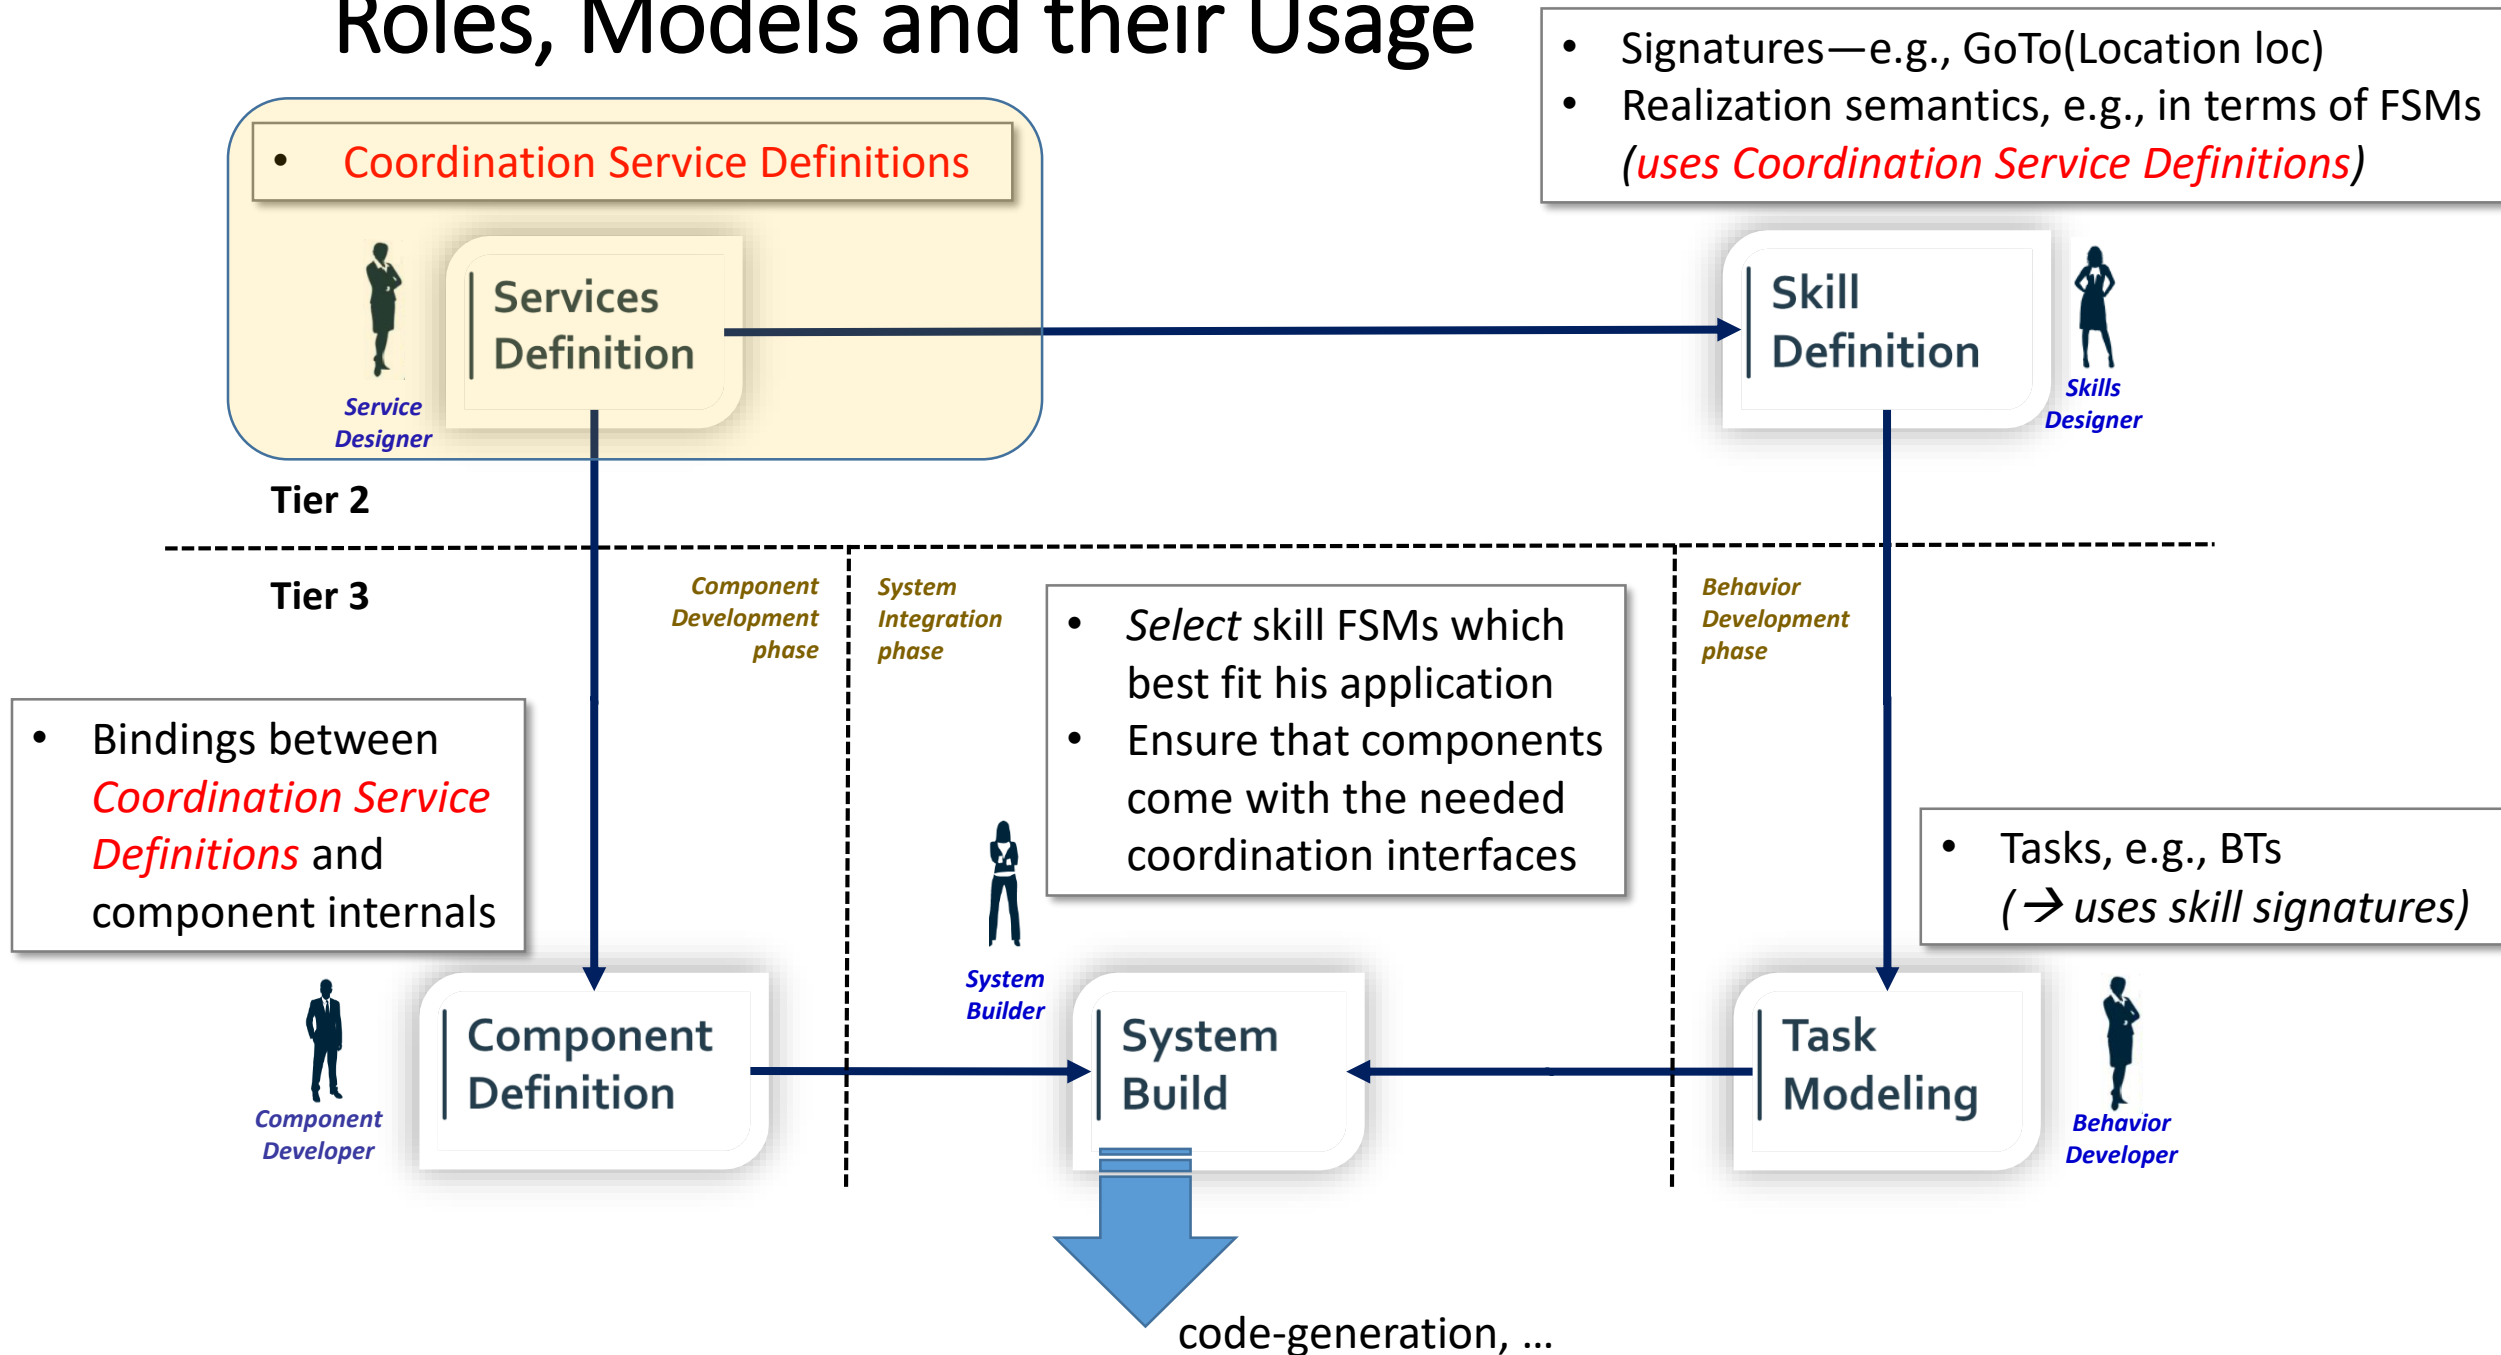 Roles, Models and their Usage
• Signatures—e.g., GoTo(Location loc)
• Realization semantics, e.g., in terms of FSMs
(uses Coordination Service Definitions)
• Coordination Service Definitions
Services
Definition
Service
Designer
Skill
Definition
Skills
Designer
Tier 2
Tier 3
Component
Development
phase
System
Integration
phase
• Select skill FSMs which
best fit his application
• Ensure that components
come with the needed
coordination interfaces
Behavior
Development
phase
• Bindings between
Coordination Service
Definitions and
component internals
• Tasks, e.g., BTs
(→ uses skill signatures)
Component
Developer
Component
Definition
System
Builder
System
Build
Task
Modeling
Behavior
Developer
code-generation, ...